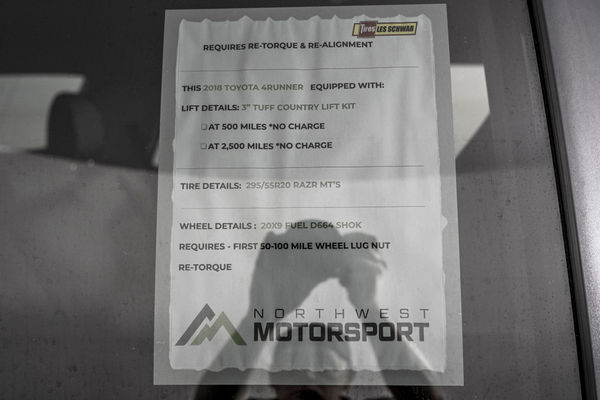 Tires LES SCHWAB
REQUIRES RE-TORQUE & RE-ALIGNMENT
THIS 2018 TOYOTA 4RUNNER EQUIPPED WITH:
LIFT DETAILS: 3” TUFF COUNTRY LIFT KIT
❏AT 500 MILES *NO CHARGE
❏AT 2,500 MILES *NO CHARGE
TIRE DETAILS: 295/55R20 RAZR MT'S
WHEEL DETAILS : 20X9 FUEL D664 SHOK
REQUIRES - FIRST 50-100 MILE WHEEL LUG NUT
RE-TORQUE
NORTHWEST
MOTORSPORT